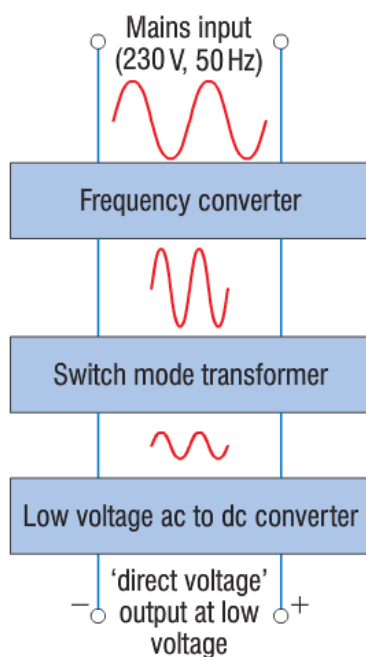 Mains input
(230 V, 50 Hz)
Frequency converter
Switch mode transformer
Low voltage ac to dc converter
− ‘direct voltage’ +
output at low
voltage